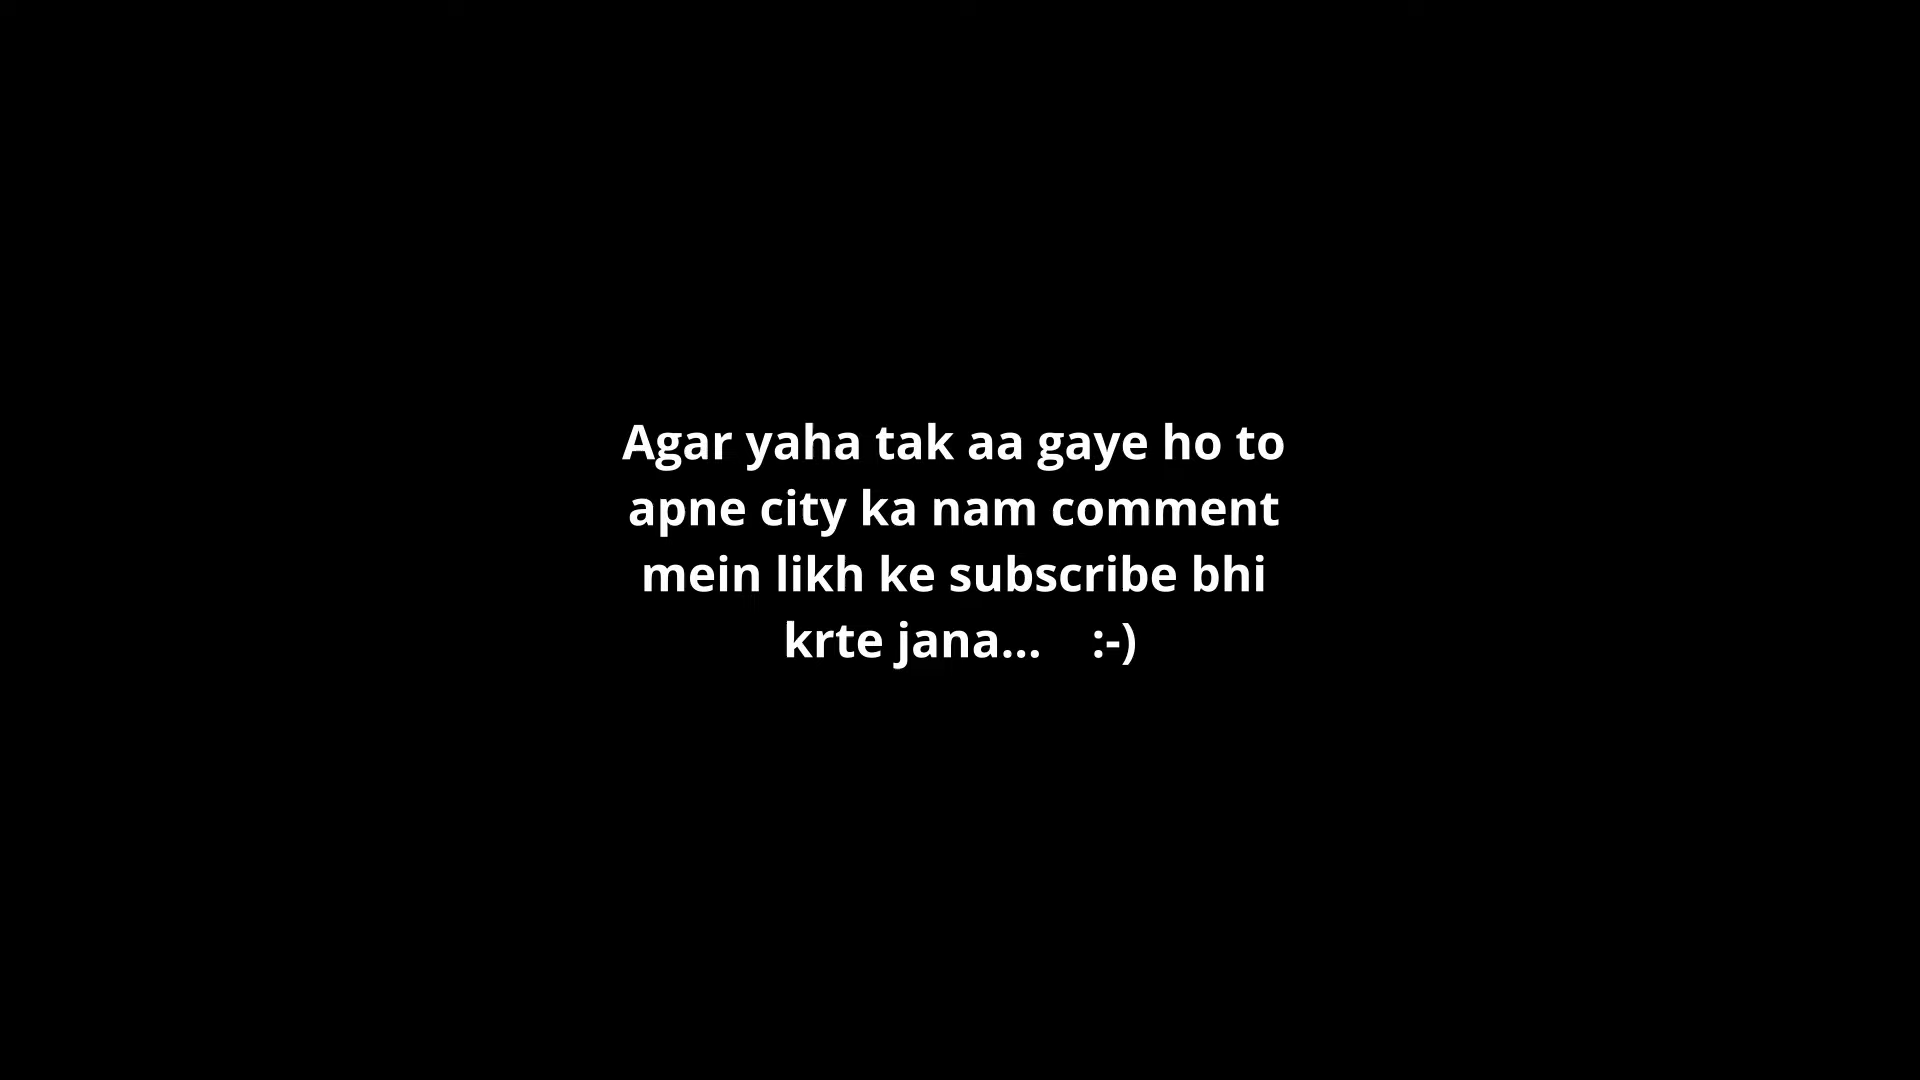 Agar yaha tak aa gaye ho to
apne city ka nam comment
mein likh ke subscribe bhi
krte jana... :-)